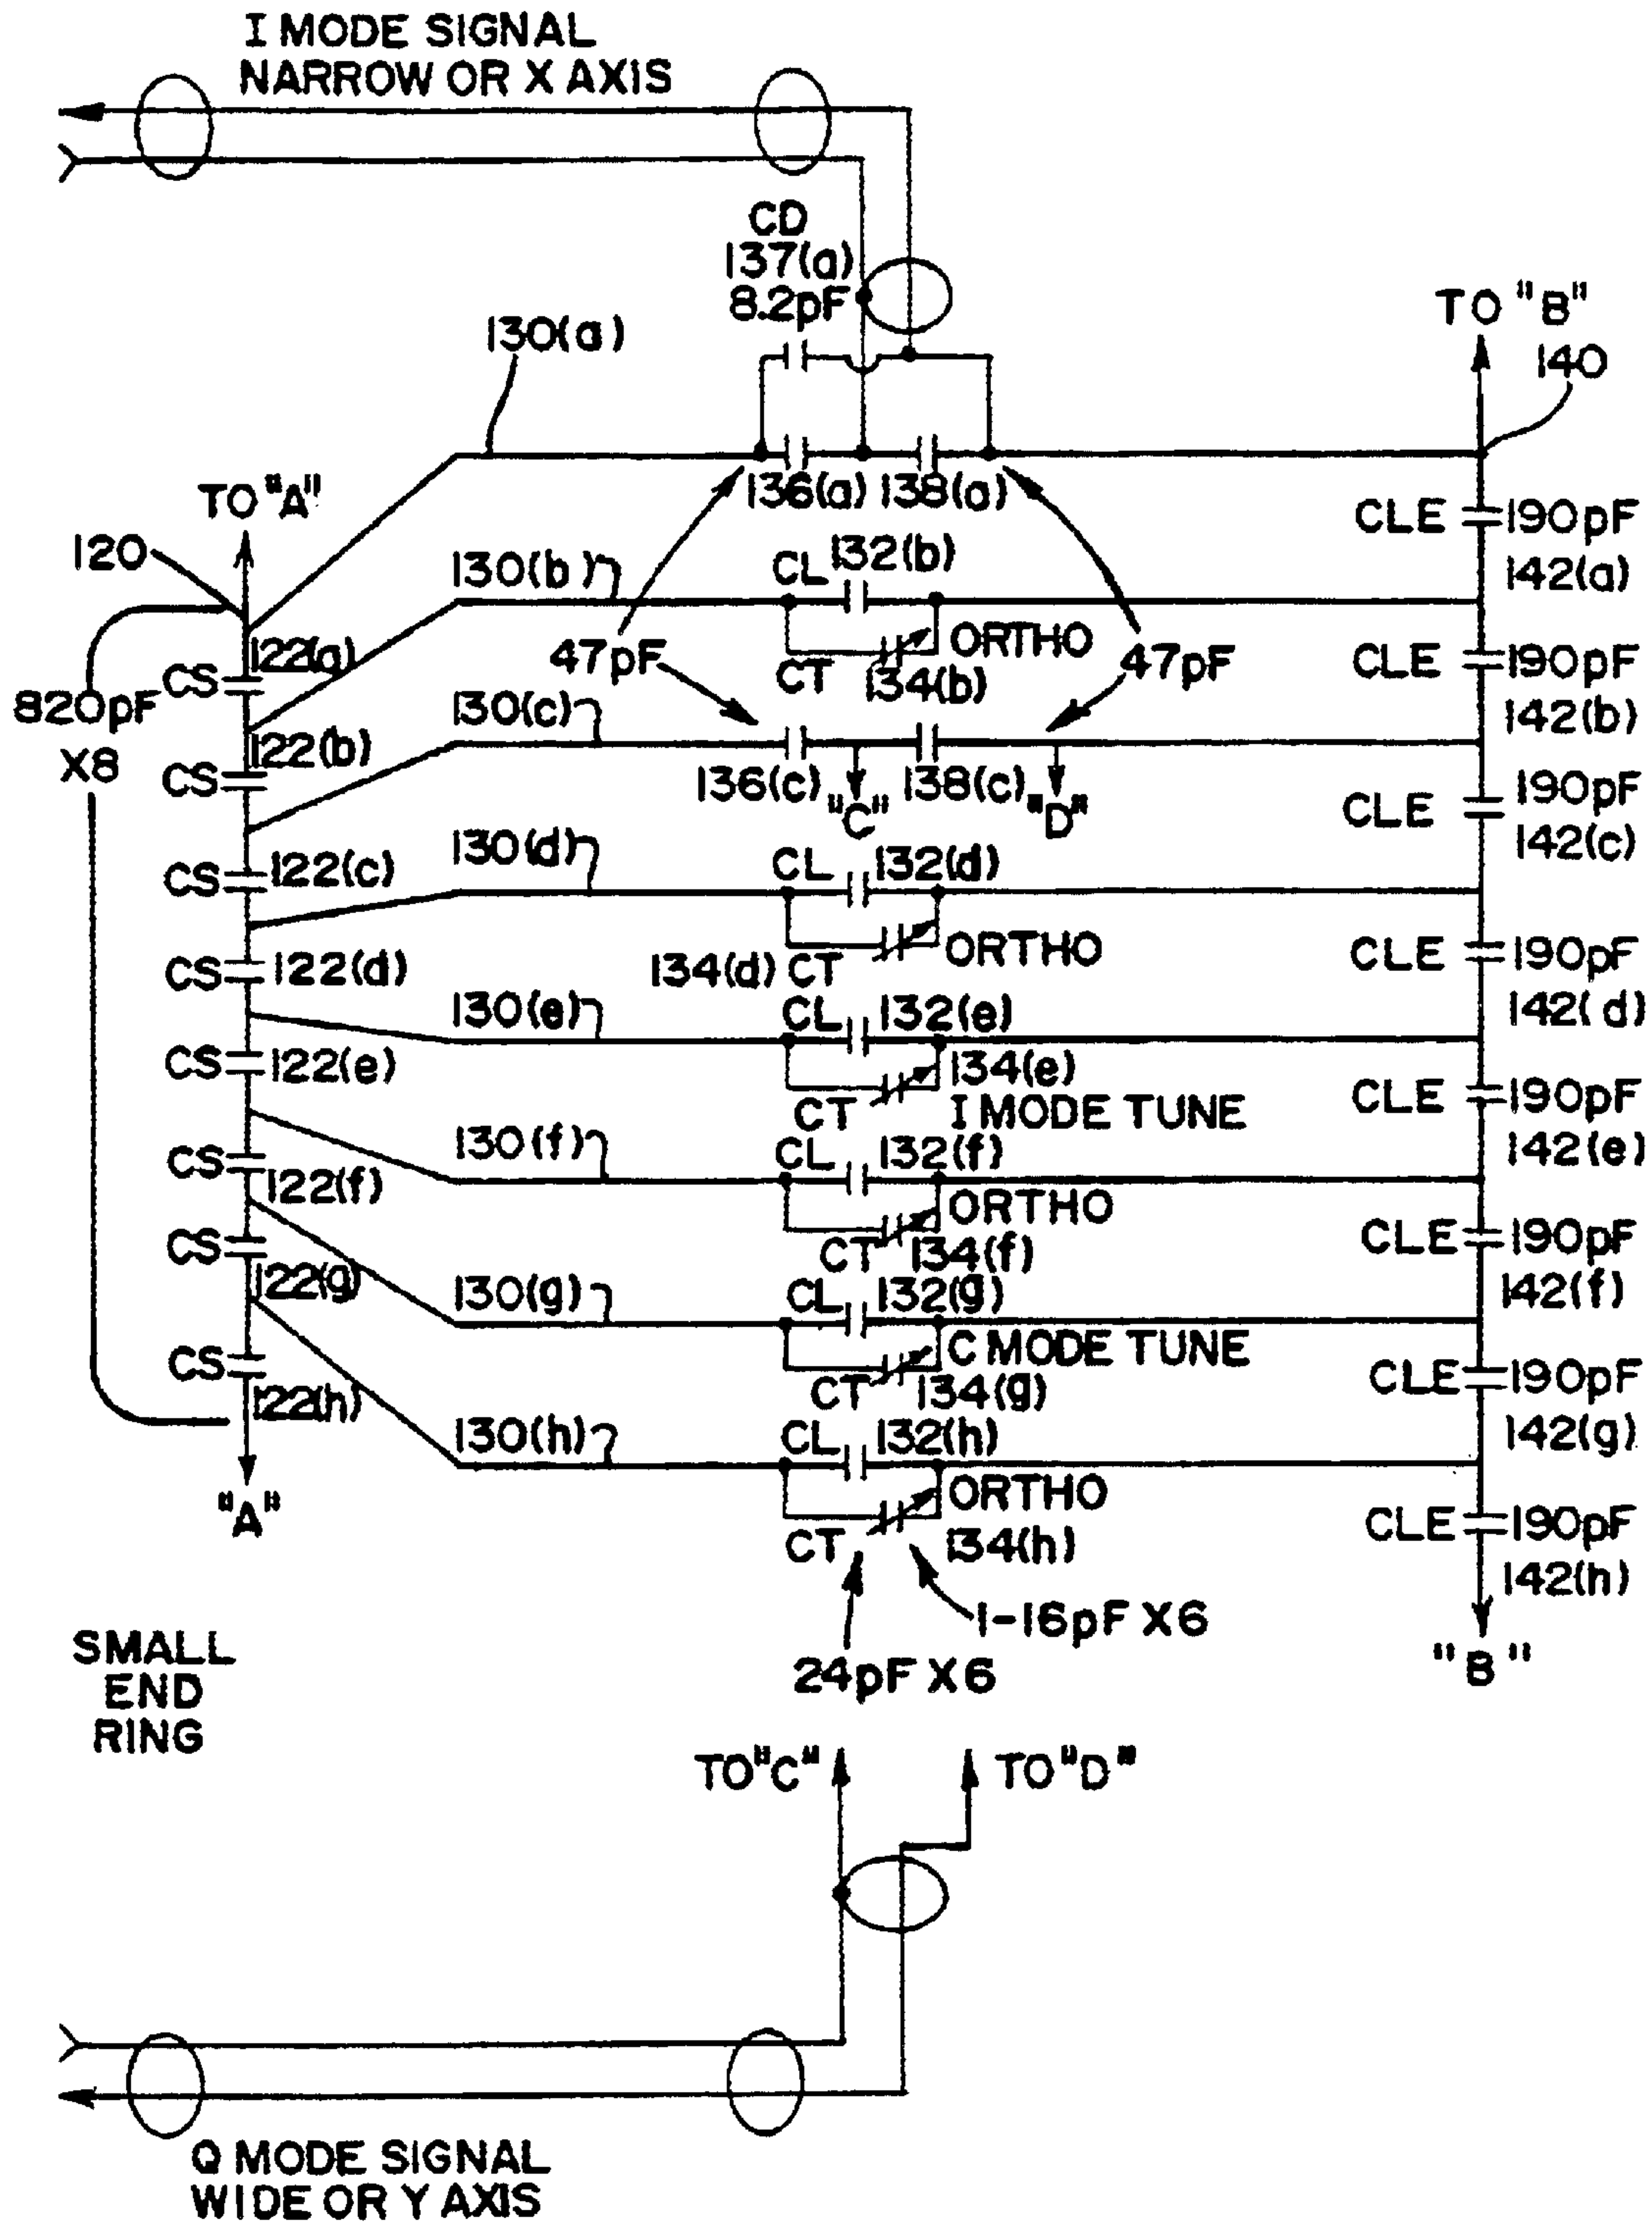 I MODE SIGNAL
NARROW OR X AXIS
CD
137(a)
8.2pF
TO "B"
140
130(a)
136(a) 138(a)
TO "A"
120
CLE 190pF
142(a)
130(b)
CL 132(b)
122(a)
CS
820pF
X8
47pF
CT
ORTHO
134(b)
47pF
CLE 190pF
142(b)
130(c)
122(b)
CS
136(c) "C" 138(c) "D"
CLE 190pF
142(c)
130(d)
CL 132(d)
CS 122(c)
134(d) CT ORTHO
CLE 190pF
142(d)
CS 122(d)
130(e)
CL 132(e)
CS 122(e)
134(e)
CT I MODE TUNE
CLE 190pF
142(e)
130(f)
CL 132(f)
CS
122(f)
ORTHO
CT 134(f)
CLE 190pF
142(f)
CS
122(g)
130(g)
CL 132(g)
C MODE TUNE
CT 134(g)
CLE 190pF
142(g)
CS
122(h)
130(h)
CL 132(h)
ORTHO
CT 134(h)
CLE 190pF
142(h)
"A"
1-16pF X6
24pF X6
"B"
SMALL
END
RING
TO "C" TO "D"
Q MODE SIGNAL
WIDE OR Y AXIS